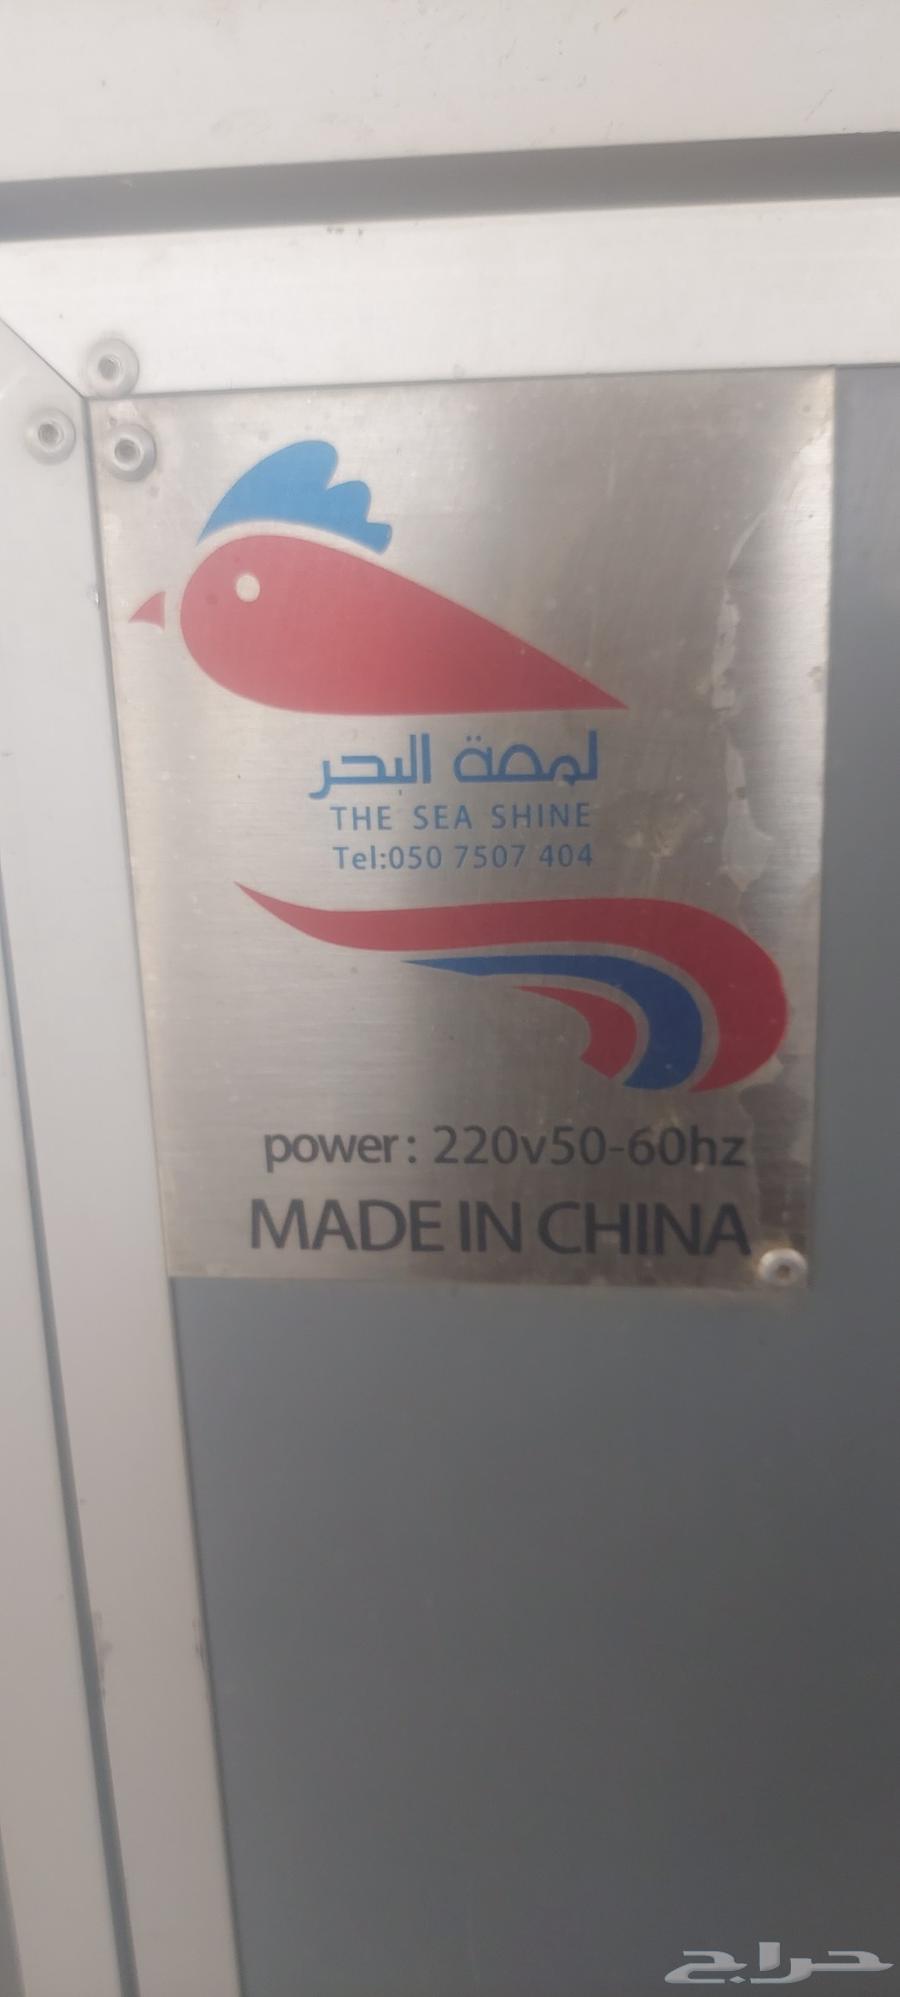 لمصة البحر
THE SEA SHINE
Tel:050 7507 404
power: 220v50-60hz
MADE IN CHINA
حراج